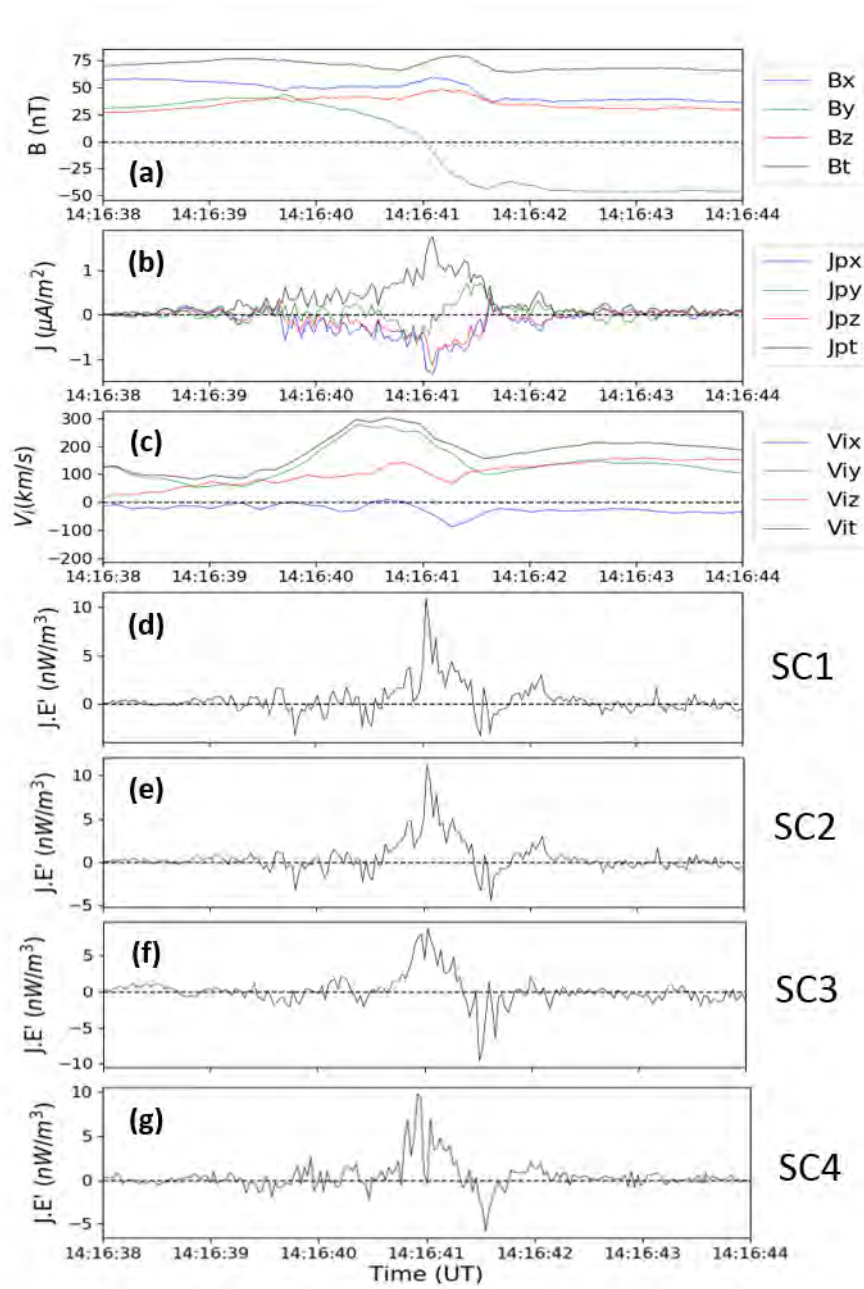 75
50
25
0
−25
−50
B (nT)
(a)
Bx
By
Bz
Bt
14:16:38 14:16:39 14:16:40 14:16:41 14:16:42 14:16:43 14:16:44
1
0
−1
J (μA/m²)
(b)
Jpx
Jpy
Jpz
Jpt
14:16:38 14:16:39 14:16:40 14:16:41 14:16:42 14:16:43 14:16:44
300
200
100
0
−100
−200
Vᵢ(km/s)
(c)
Vix
Viy
Viz
Vit
14:16:38 14:16:39 14:16:40 14:16:41 14:16:42 14:16:43 14:16:44
10
5
0
J.E' (nW/m³)
(d)
SC1
10
5
0
−5
J.E' (nW/m³)
(e)
SC2
5
0
−5
−10
J.E' (nW/m³)
(f)
SC3
10
5
0
−5
J.E' (nW/m³)
(g)
SC4
14:16:38 14:16:39 14:16:40 14:16:41 14:16:42 14:16:43 14:16:44
Time (UT)